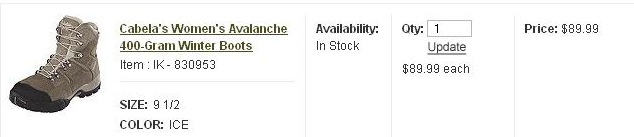 Cabela's Women's Avalanche
400-Gram Winter Boots
Item : IK - 830953
SIZE: 9 1/2
COLOR: ICE
Availability:
In Stock
Qty: 1
Update
$89.99 each
Price: $89.99